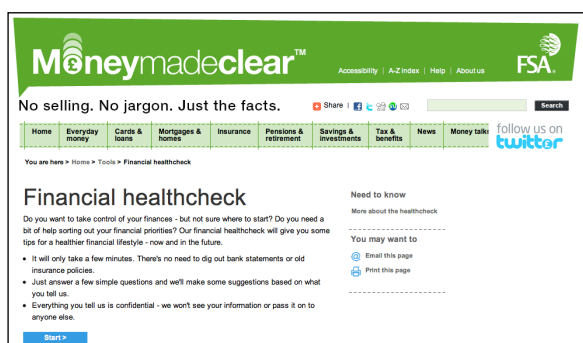 Moneymadeclear™
Accessibility | A-Z index | Help | About us
FSA
No selling. No jargon. Just the facts.
Share |
Search
Home
Everyday money
Cards & loans
Mortgages & homes
Insurance
Pensions & retirement
Savings & investments
Tax & benefits
News
Money talks
follow us on
twitter
You are here > Home > Tools > Financial healthcheck
Financial healthcheck
Do you want to take control of your finances - but not sure where to start? Do you need a
bit of help sorting out your financial priorities? Our financial healthcheck will give you some
tips for a healthier financial lifestyle - now and in the future.
• It will only take a few minutes. There's no need to dig out bank statements or old
insurance policies.
• Just answer a few simple questions and we'll make some suggestions based on what
you tell us.
• Everything you tell us is confidential - we won't see your information or pass it on to
anyone else.
Start >
Need to know
More about the healthcheck
You may want to
Email this page
Print this page